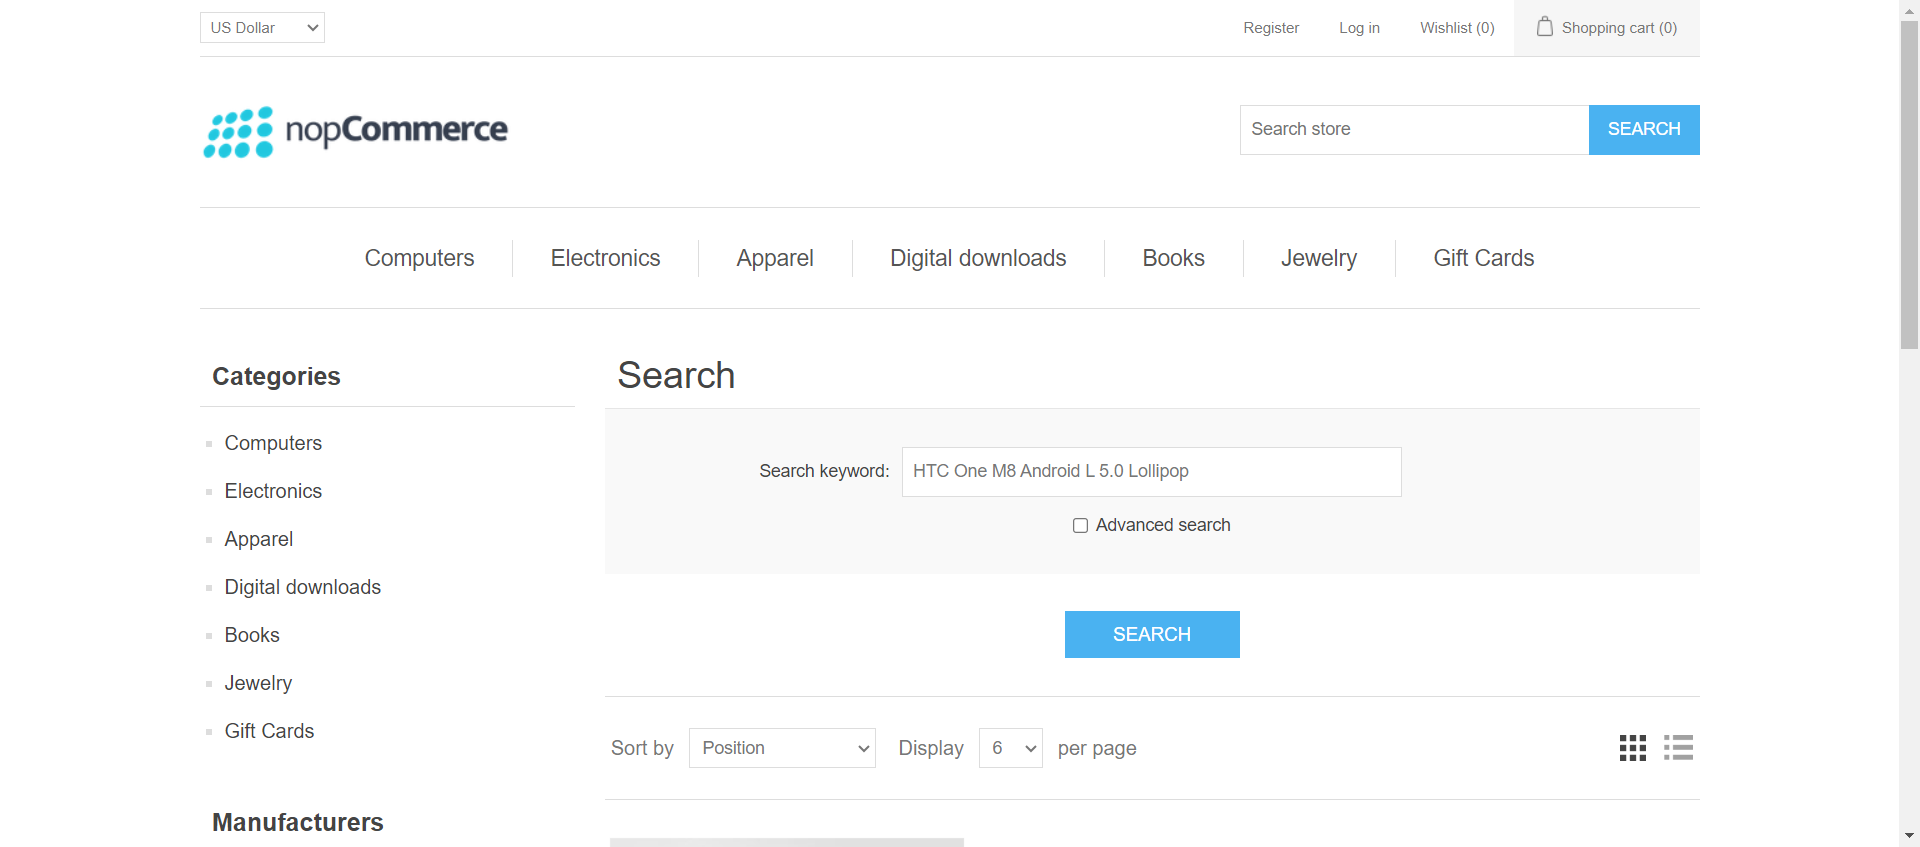 US Dollar
Register
Log in
Wishlist (0)
Shopping cart (0)
nopCommerce
Search store
SEARCH
Computers
Electronics
Apparel
Digital downloads
Books
Jewelry
Gift Cards
Categories
Computers
Electronics
Apparel
Digital downloads
Books
Jewelry
Gift Cards
Manufacturers
Search
Search keyword:
HTC One M8 Android L 5.0 Lollipop
Advanced search
SEARCH
Sort by
Position
Display
6
per page